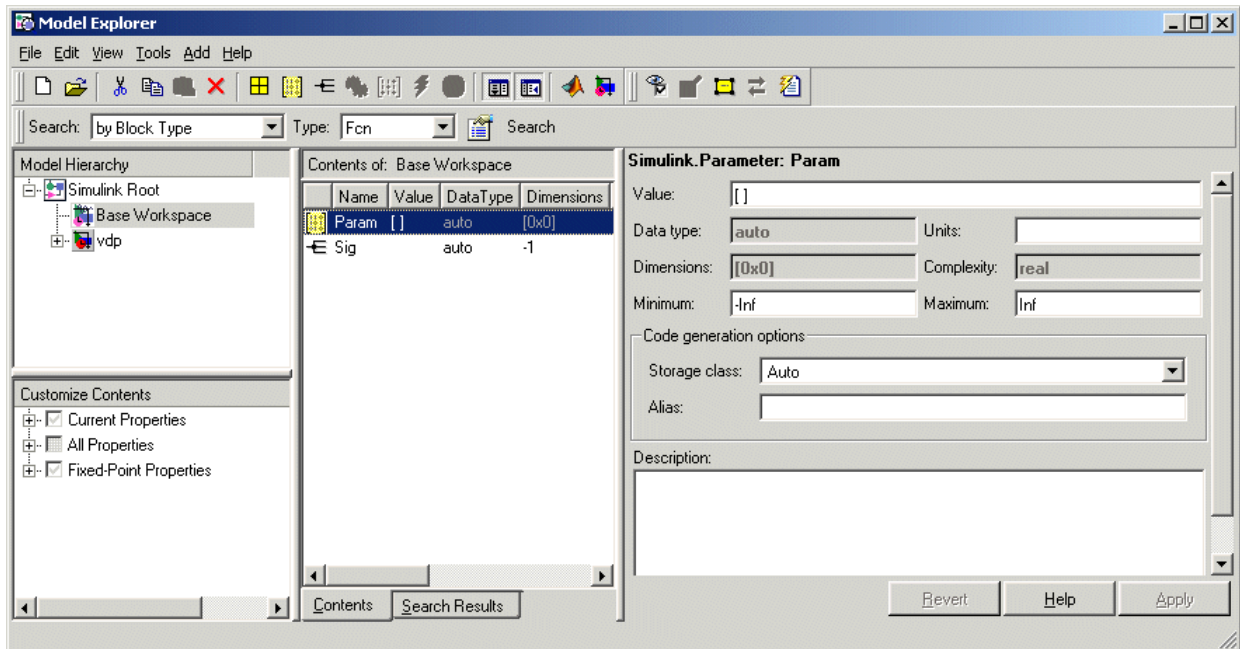 Model Explorer
File Edit View Tools Add Help
Search: by Block Type Type: Fcn Search
Model Hierarchy
Simulink Root
Base Workspace
vdp
Customize Contents
Current Properties
All Properties
Fixed-Point Properties
Contents of: Base Workspace
Name Value DataType Dimensions
Param [ ] auto [0x0]
Sig auto -1
Contents Search Results
Simulink.Parameter: Param
Value: [ ]
Data type: auto Units:
Dimensions: [0x0] Complexity: real
Minimum: -Inf Maximum: Inf
Code generation options
Storage class: Auto
Alias:
Description:
Revert Help Apply